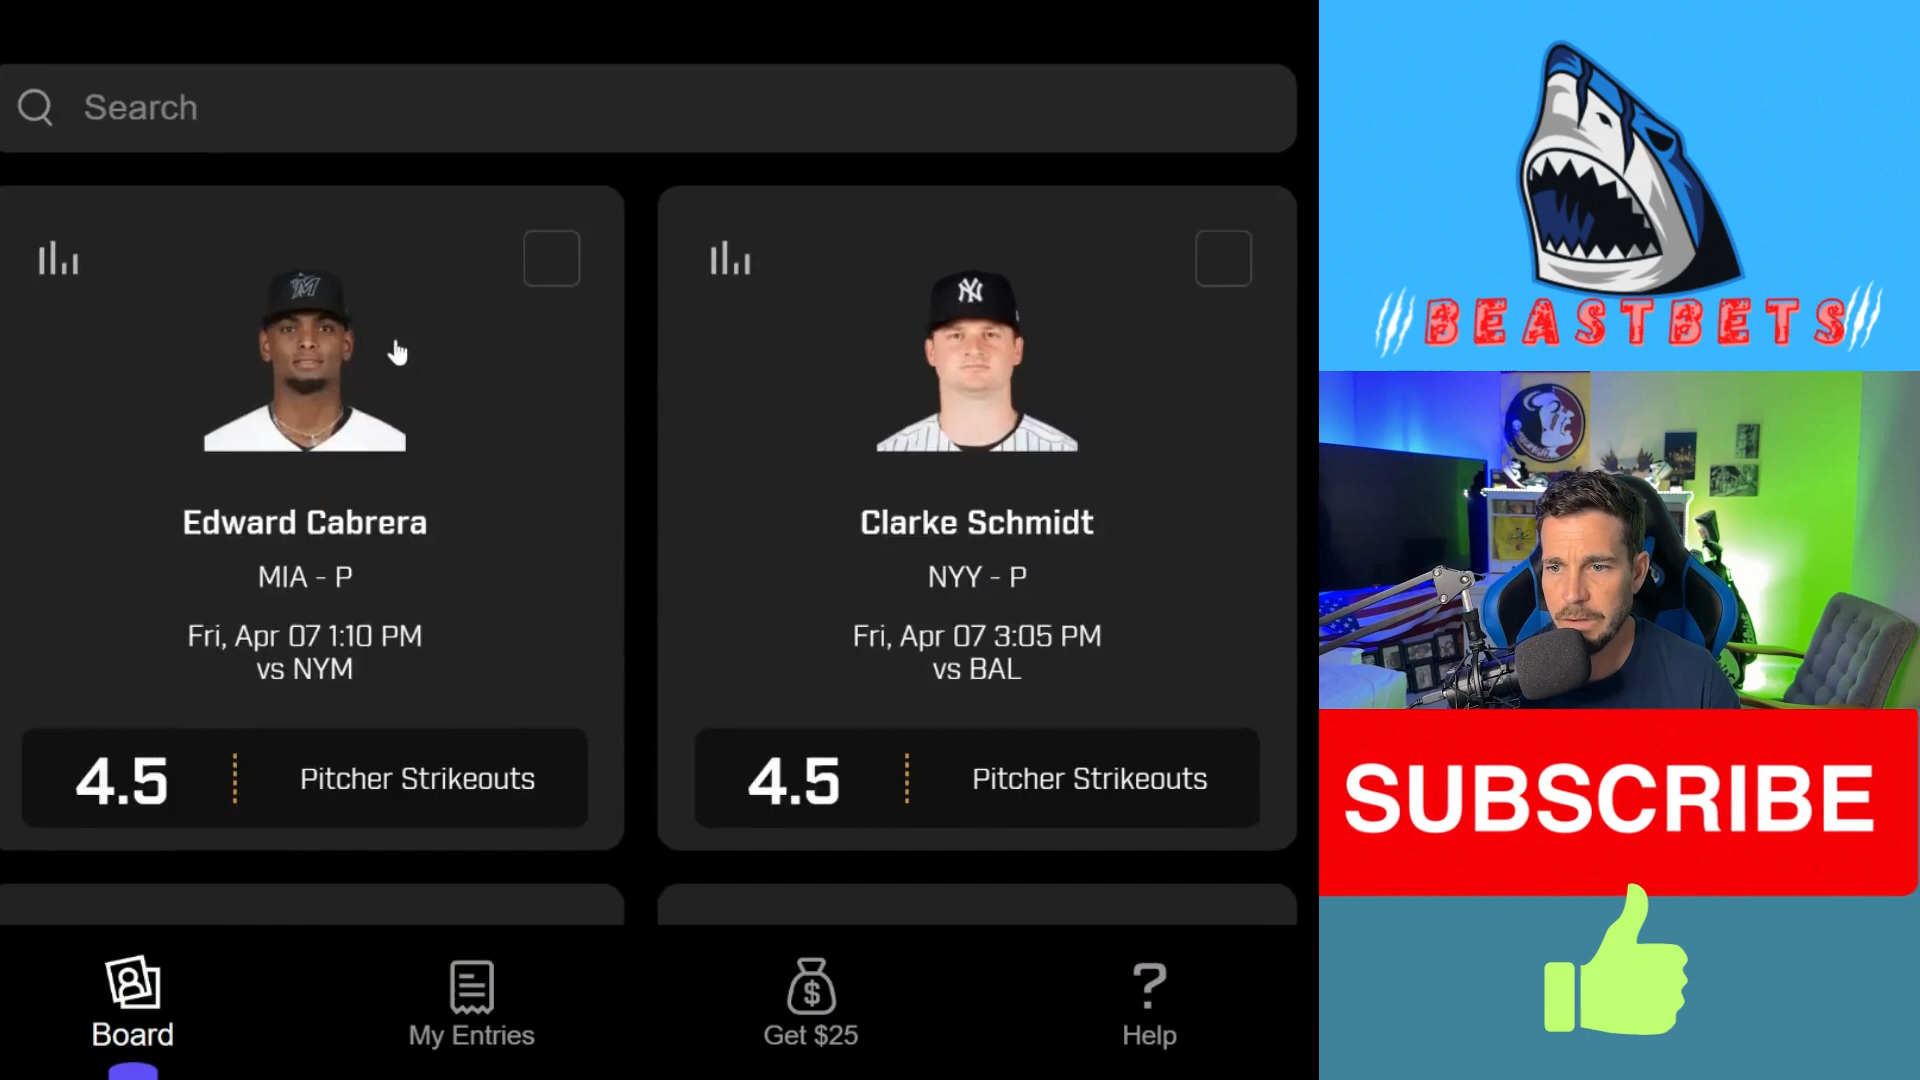 Search
Edward Cabrera
MIA - P
Fri, Apr 07 1:10 PM
vs NYM
4.5
Pitcher Strikeouts
Clarke Schmidt
NYY - P
Fri, Apr 07 3:05 PM
vs BAL
4.5
Pitcher Strikeouts
Board
My Entries
Get $25
Help
BEASTBETS
SUBSCRIBE